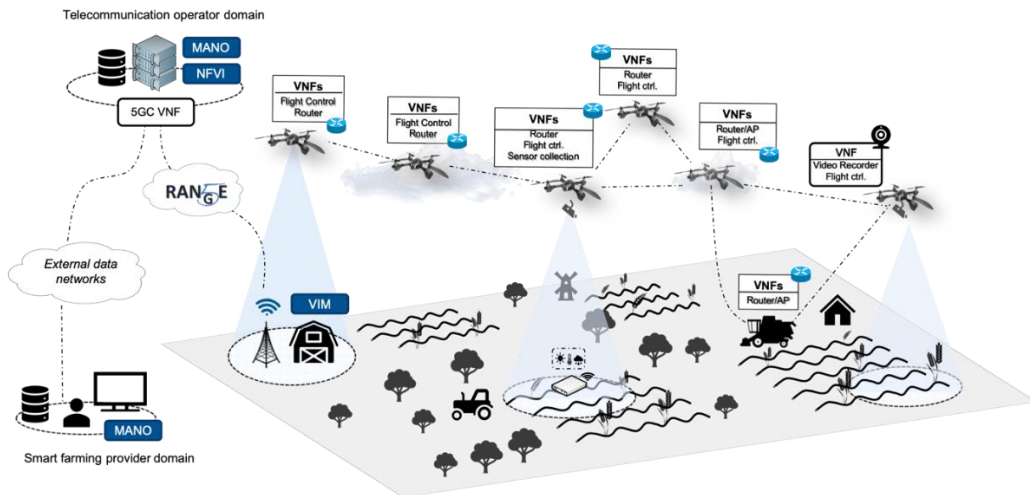 Telecommunication operator domain
MANO
NFVI
5GC VNF
RAN5GE
External data
networks
MANO
Smart farming provider domain
VNFs
Flight Control
Router
VNFs
Flight Control
Router
VNFs
Router
Flight ctrl.
Sensor collection
VNFs
Router
Flight ctrl.
VNFs
Router/AP
Flight ctrl.
VNF
Video Recorder
Flight ctrl.
VIM
VNFs
Router/AP